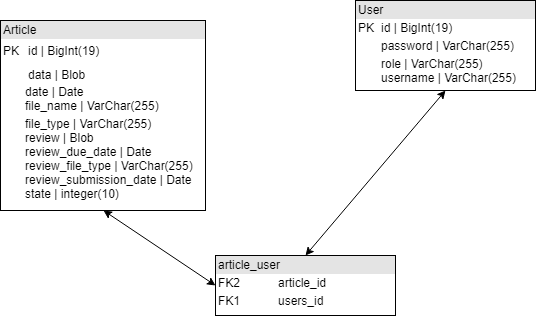 Article
PK id | BigInt(19)
data | Blob
date | Date
file_name | VarChar(255)
file_type | VarChar(255)
review | Blob
review_due_date | Date
review_file_type | VarChar(255)
review_submission_date | Date
state | integer(10)
User
PK id | BigInt(19)
password | VarChar(255)
role | VarChar(255)
username | VarChar(255)
article_user
FK2 article_id
FK1 users_id